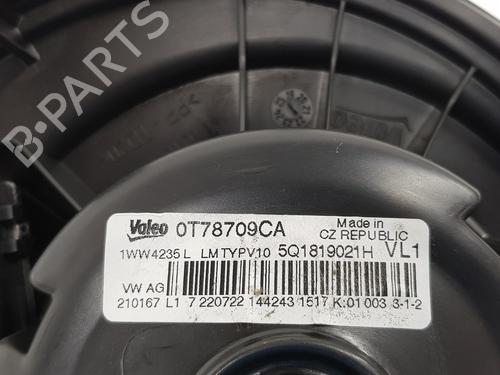 Valeo 0T78709CA Made in
CZ REPUBLIC
1WW4235L LMTYPV10 5Q1819021H VL1
VW AG
210167 L1 7 220722 144243 1517 K:01 003 3-1-2
B-PARTS